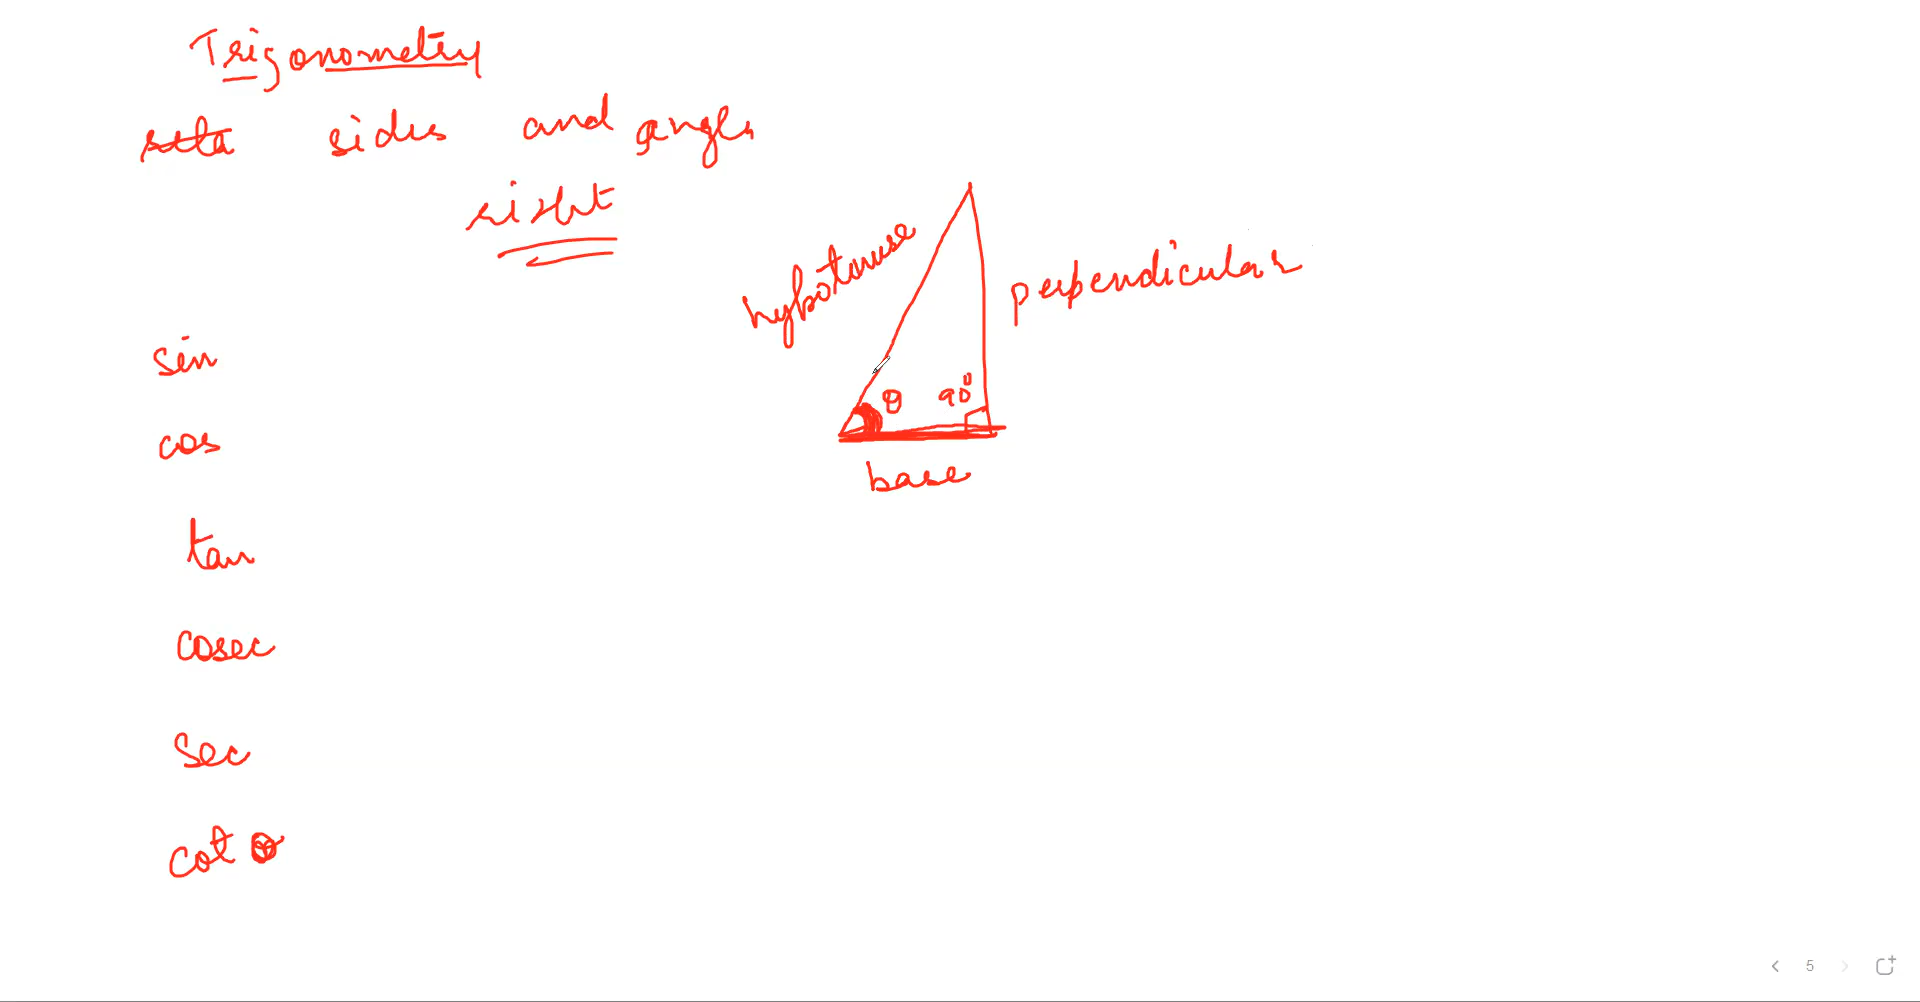 Trigonometry
sides and angles
right
hypotenuse
perpendicular
θ 90°
base
sin
cos
tan
cosec
sec
cot
5